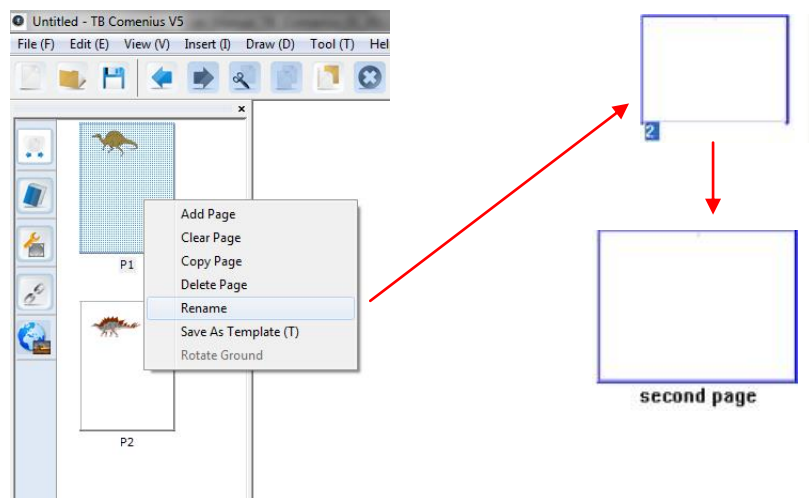 Untitled - TB Comenius V5
File (F) Edit (E) View (V) Insert (I) Draw (D) Tool (T) Hel
P1
Add Page
Clear Page
Copy Page
Delete Page
Rename
Save As Template (T)
Rotate Ground
P2
2
second page